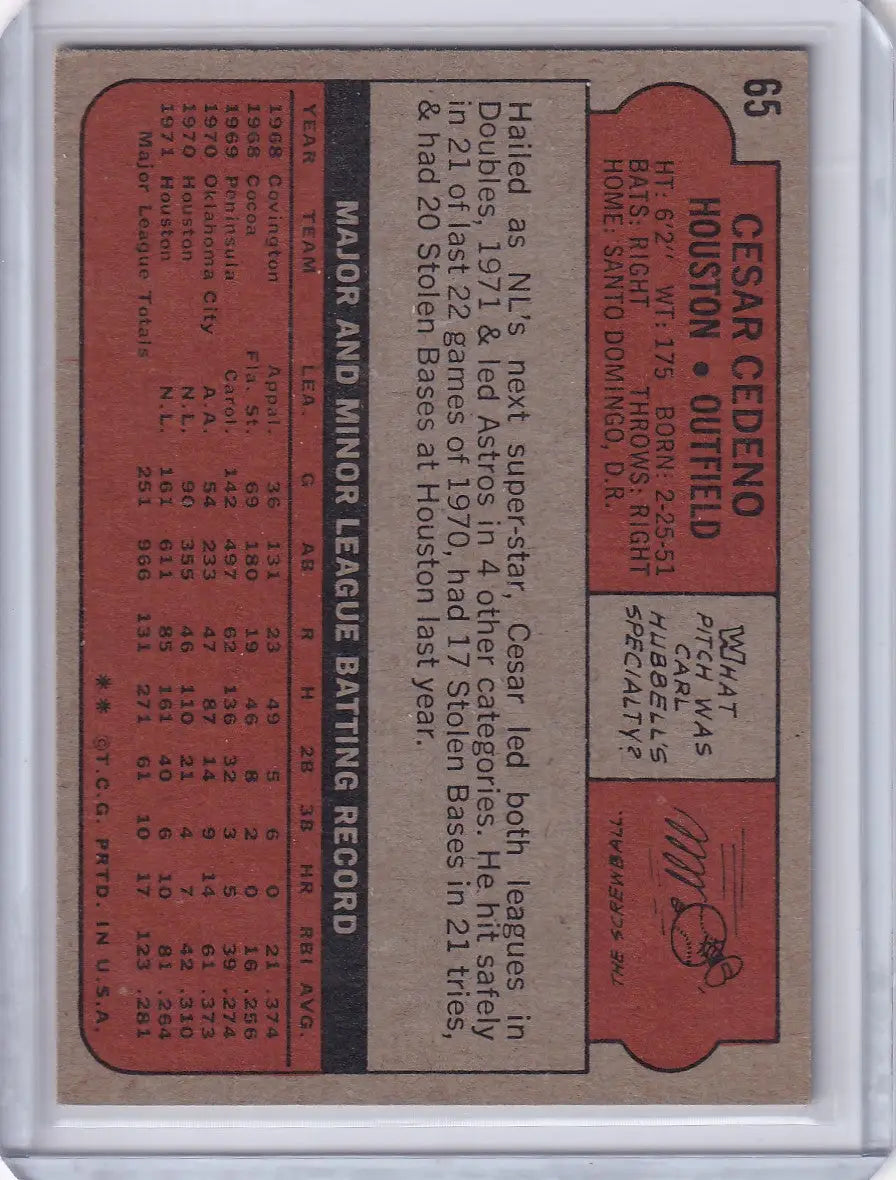 65
CESAR CEDENO
HOUSTON • OUTFIELD
HT: 6'2" WT: 175 BORN: 2-25-51
BATS: RIGHT THROWS: RIGHT
HOME: SANTO DOMINGO, D.R.
WHAT
PITCH WAS
CARL
HUBBELL'S
SPECIALTY?
THE SCREWBALL.
Hailed as NL's next super-star, Cesar led both leagues in
Doubles, 1971 & led Astros in 4 other categories. He hit safely
in 21 of last 22 games of 1970, had 17 Stolen Bases in 21 tries,
& had 20 Stolen Bases at Houston last year.
MAJOR AND MINOR LEAGUE BATTING RECORD
YEAR TEAM LEA. G AB R H 2B 3B HR RBI AVG.
1968 Covington Appal. 36 131 23 49 5 6 0 21 .374
1968 Cocoa Fla. St. 69 180 19 46 8 2 0 16 .256
1969 Peninsula Carol. 142 497 62 136 32 3 5 39 .274
1970 Oklahoma City A.A. 54 233 47 87 14 9 14 61 .373
1970 Houston N.L. 90 355 46 110 21 4 7 42 .310
1971 Houston N.L. 161 611 85 161 40 6 10 81 .264
Major League Totals 251 966 131 271 61 10 17 123 .281
** ©T.C.G. PRTD. IN U.S.A.